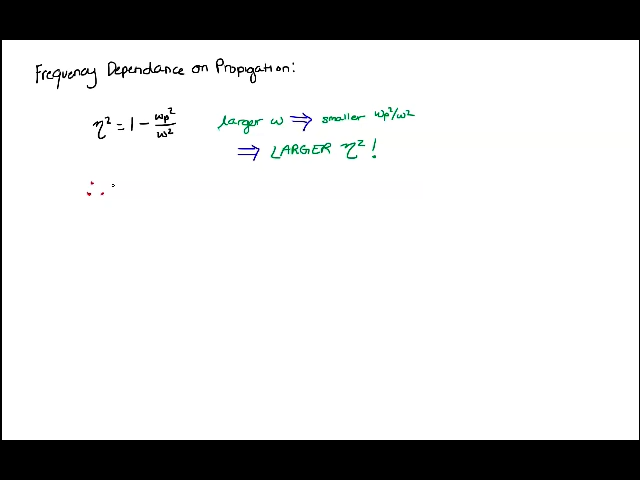 Frequency Dependance on Propigation:
η² = 1 − ωp²/ω² larger ω ⇒ smaller ωp²/ω²
⇒ LARGER η²!
∴